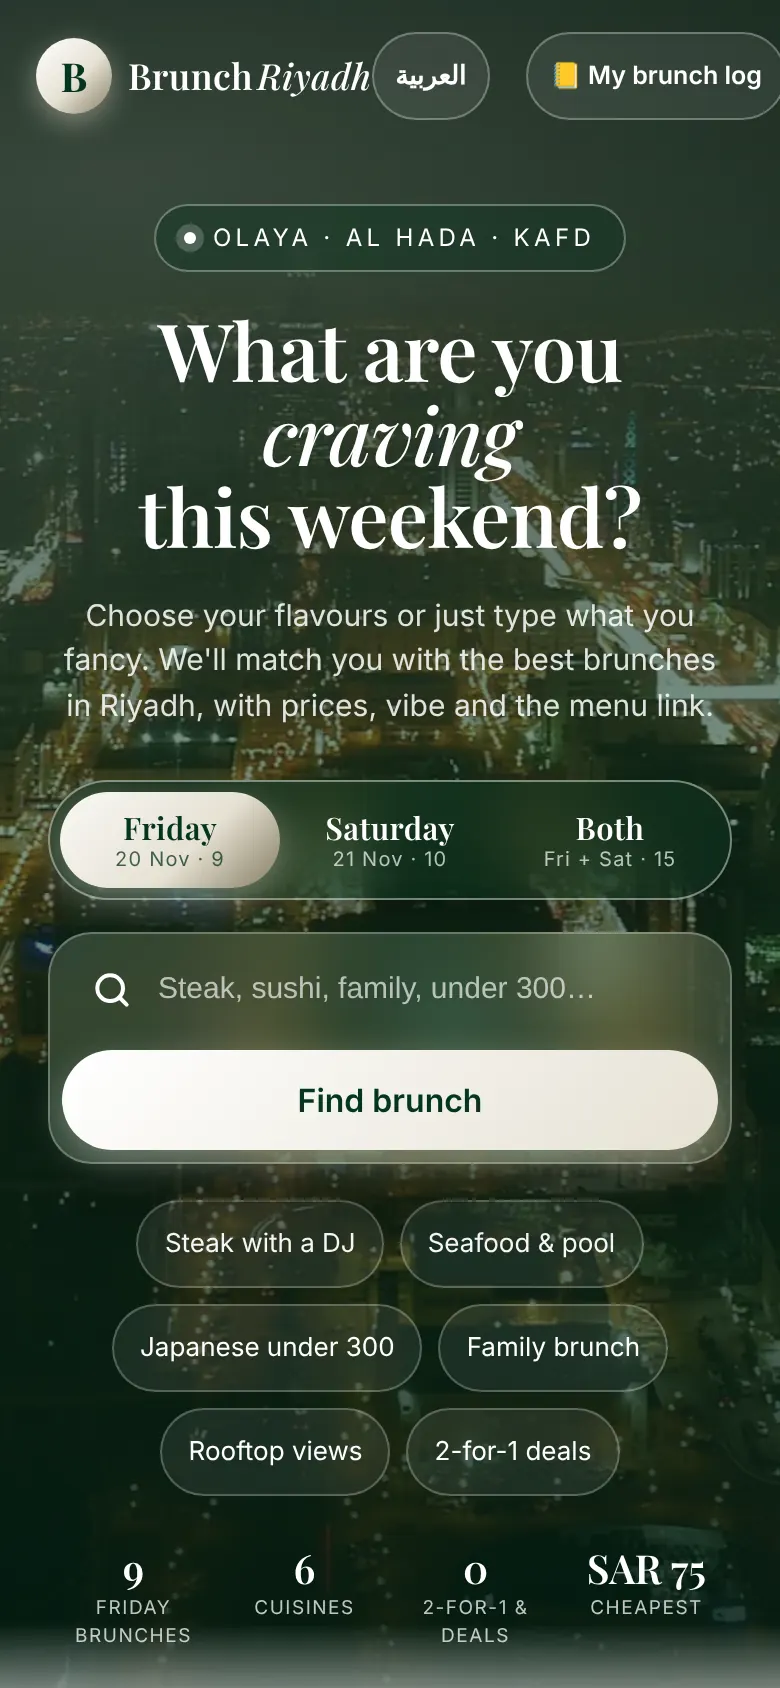 B Brunch Riyadh العربية 📒 My brunch log
OLAYA · AL HADA · KAFD
What are you
craving
this weekend?
Choose your flavours or just type what you
fancy. We'll match you with the best brunches
in Riyadh, with prices, vibe and the menu link.
Friday Saturday Both
20 Nov · 9 21 Nov · 10 Fri + Sat · 15
Steak, sushi, family, under 300...
Find brunch
Steak with a DJ Seafood & pool
Japanese under 300 Family brunch
Rooftop views 2-for-1 deals
9 6 0 SAR 75
FRIDAY CUISINES 2-FOR-1 & CHEAPEST
BRUNCHES DEALS